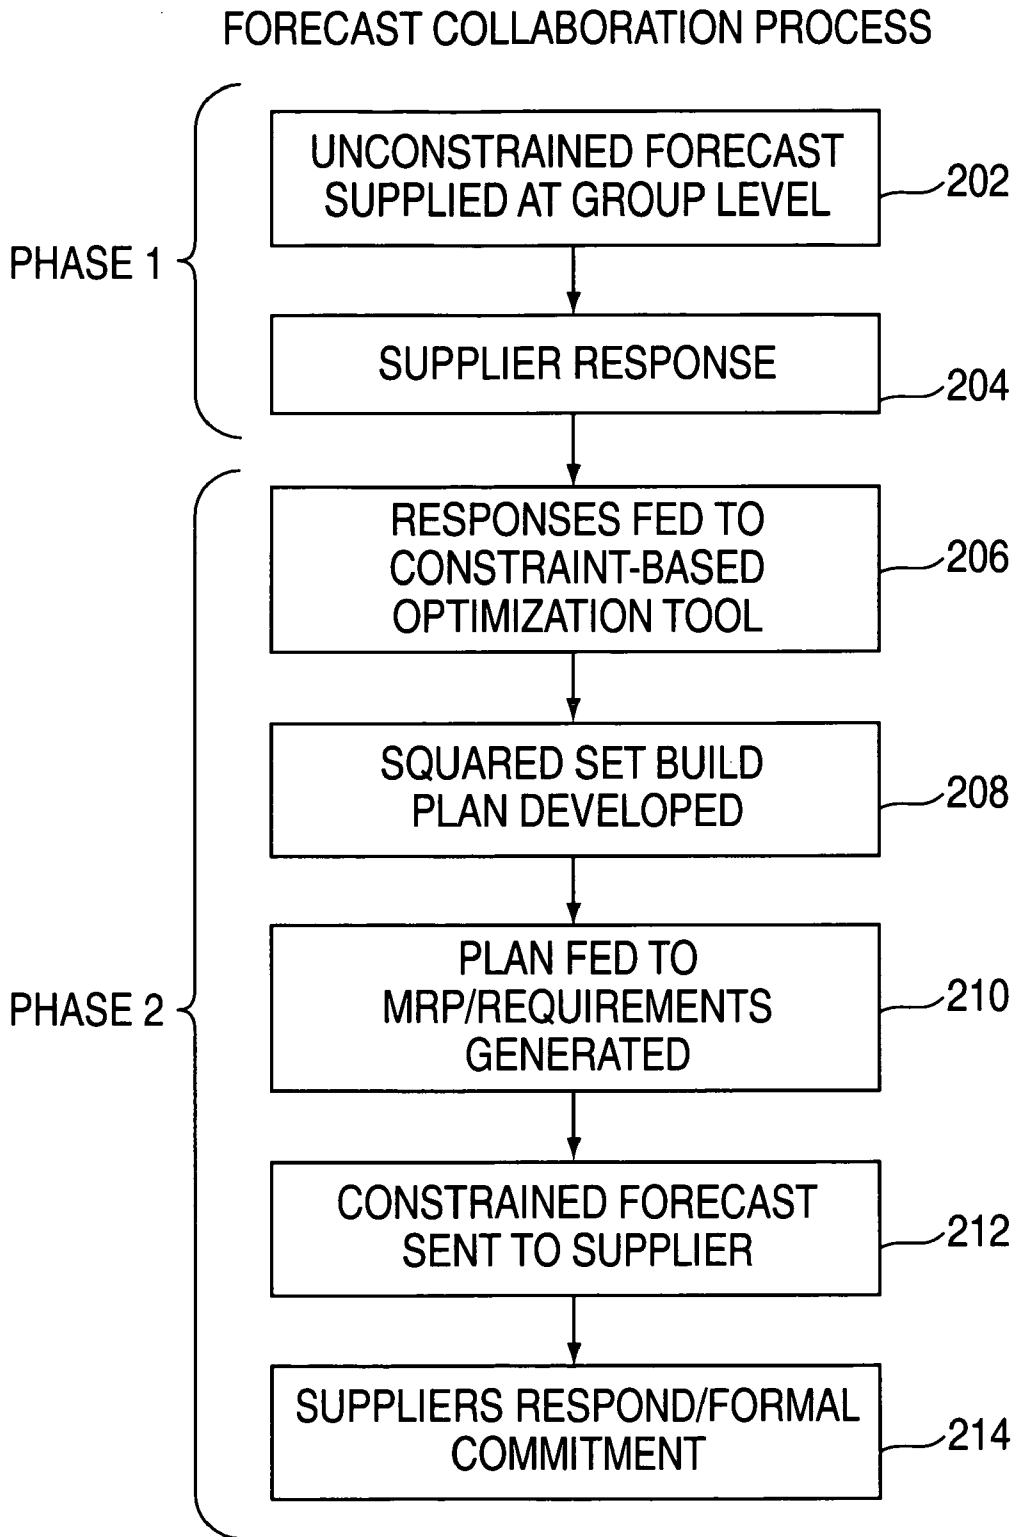 FORECAST COLLABORATION PROCESS
PHASE 1
UNCONSTRAINED FORECAST
SUPPLIED AT GROUP LEVEL
202
SUPPLIER RESPONSE
204
PHASE 2
RESPONSES FED TO
CONSTRAINT-BASED
OPTIMIZATION TOOL
206
SQUARED SET BUILD
PLAN DEVELOPED
208
PLAN FED TO
MRP/REQUIREMENTS
GENERATED
210
CONSTRAINED FORECAST
SENT TO SUPPLIER
212
SUPPLIERS RESPOND/FORMAL
COMMITMENT
214